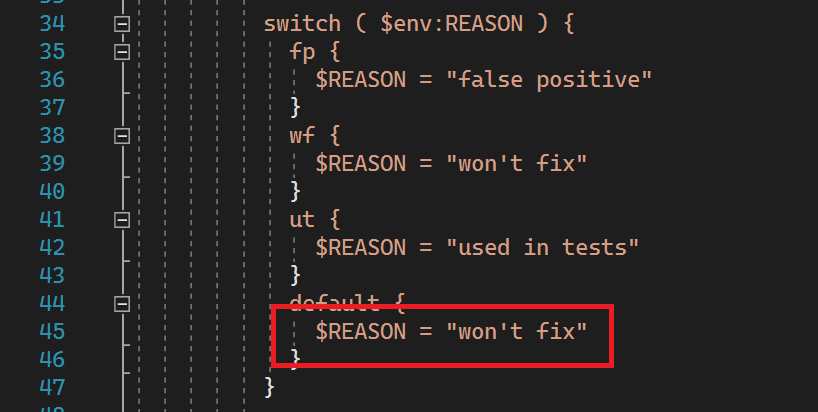 34 switch ( $env:REASON ) {
35 fp {
36 $REASON = "false positive"
37 }
38 wf {
39 $REASON = "won't fix"
40 }
41 ut {
42 $REASON = "used in tests"
43 }
44 default {
45 $REASON = "won't fix"
46 }
47 }